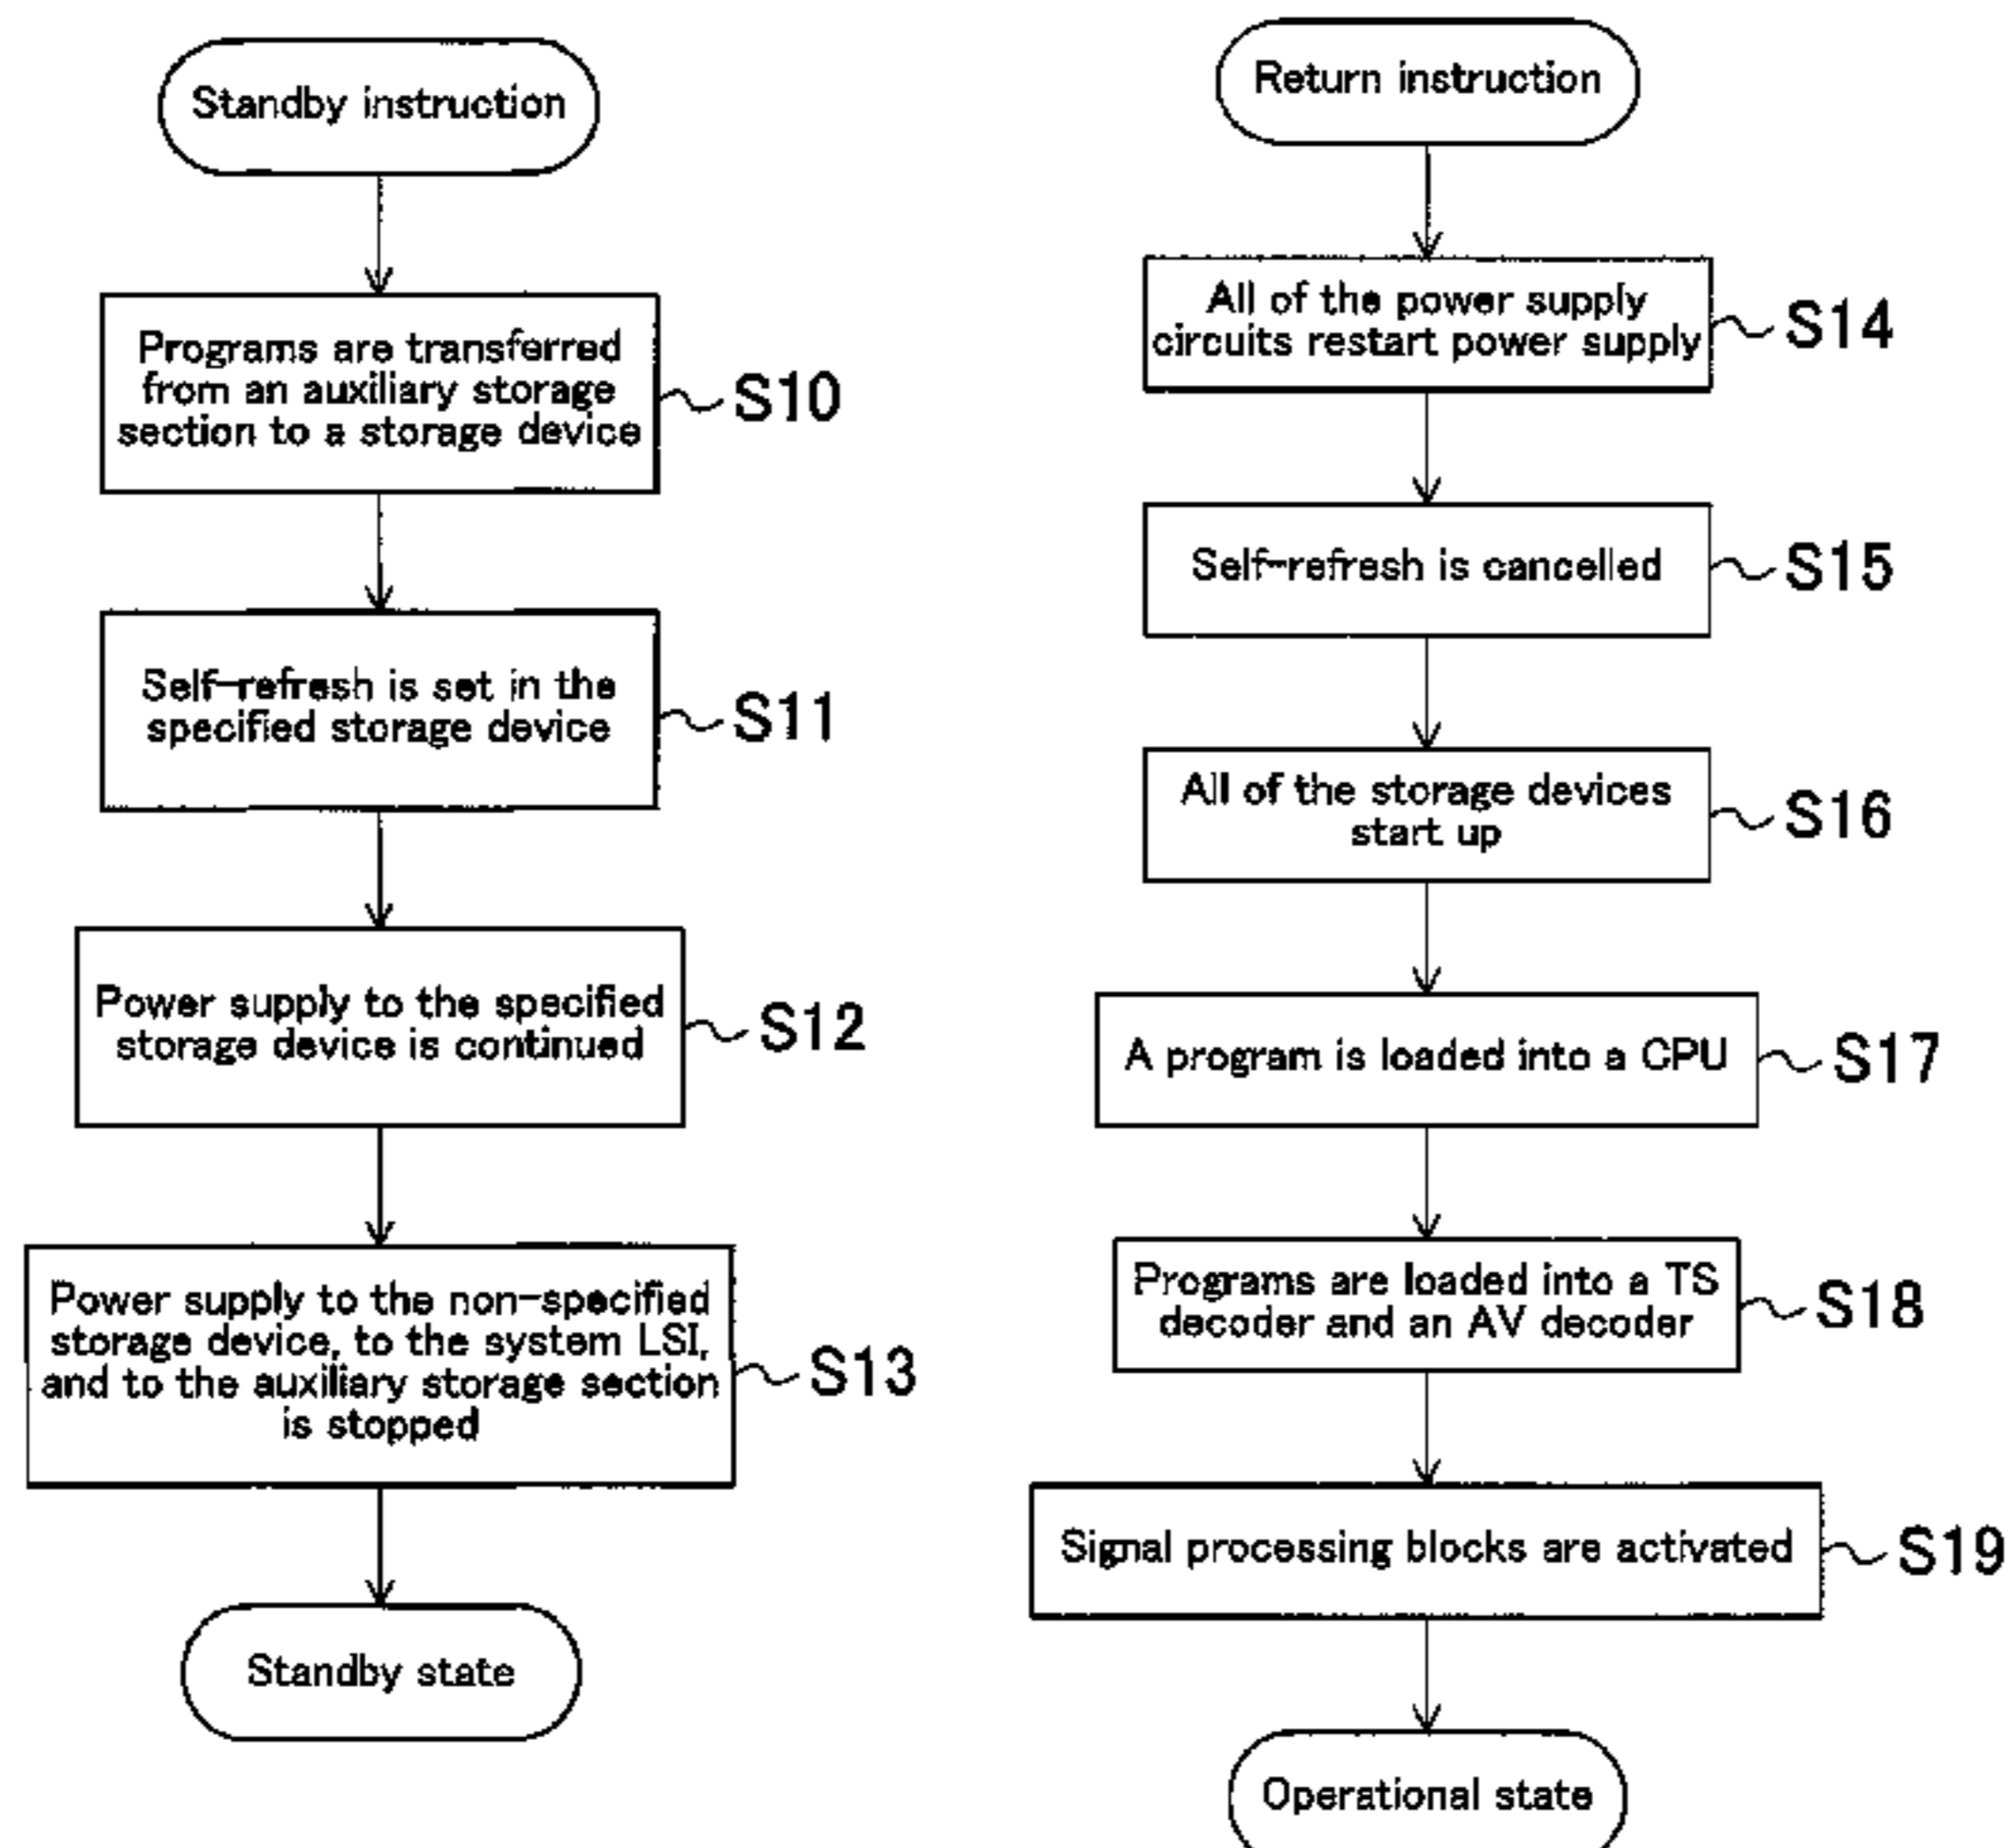 Standby instruction
Programs are transferred
from an auxiliary storage
section to a storage device
S10
Self-refresh is set in the
specified storage device
S11
Power supply to the specified
storage device is continued
S12
Power supply to the non-specified
storage device, to the system LSI,
and to the auxiliary storage section
is stopped
S13
Standby state
Return instruction
All of the power supply
circuits restart power supply
S14
Self-refresh is cancelled
S15
All of the storage devices
start up
S16
A program is loaded into a CPU
S17
Programs are loaded into a TS
decoder and an AV decoder
S18
Signal processing blocks are activated
S19
Operational state